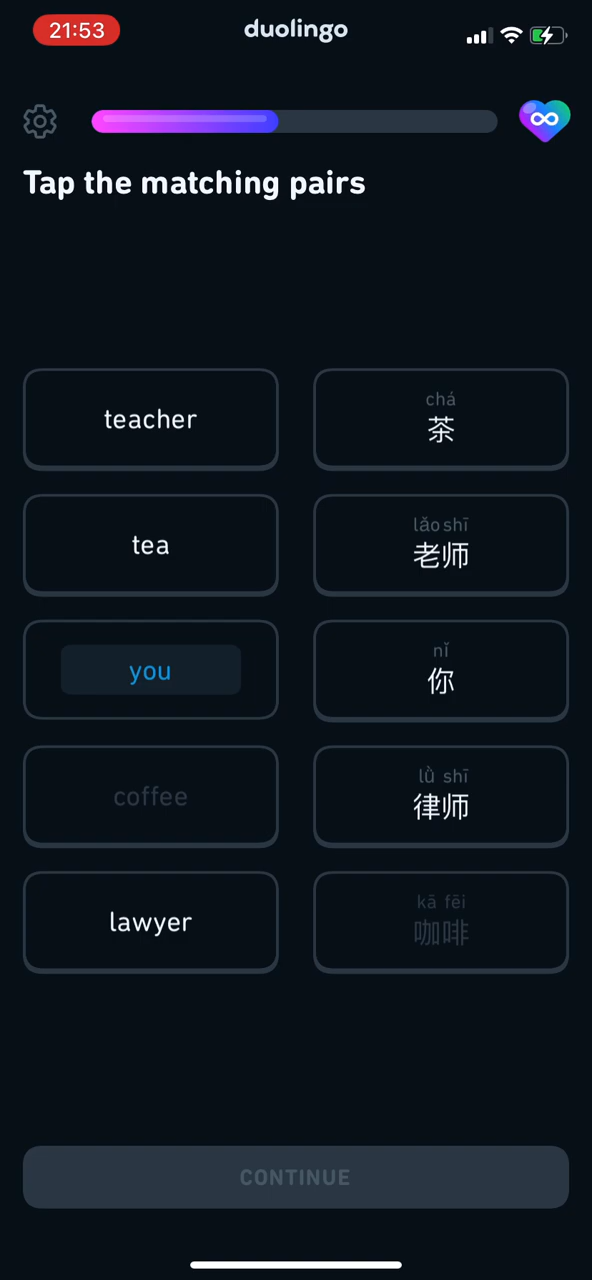 21:53
duolingo
Tap the matching pairs
teacher
chá
茶
tea
lǎo shī
老师
you
nǐ
你
coffee
lǜ shī
律师
lawyer
kā fēi
咖啡
CONTINUE